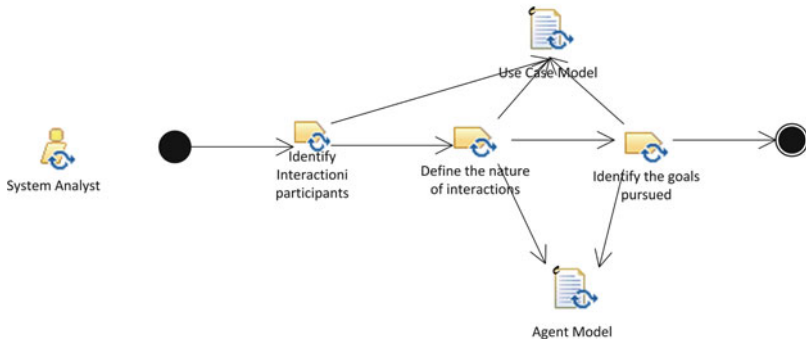 Use Case Model
System Analyst
Identify
Interactioni
participants
Define the nature
of interactions
Identify the goals
pursued
Agent Model